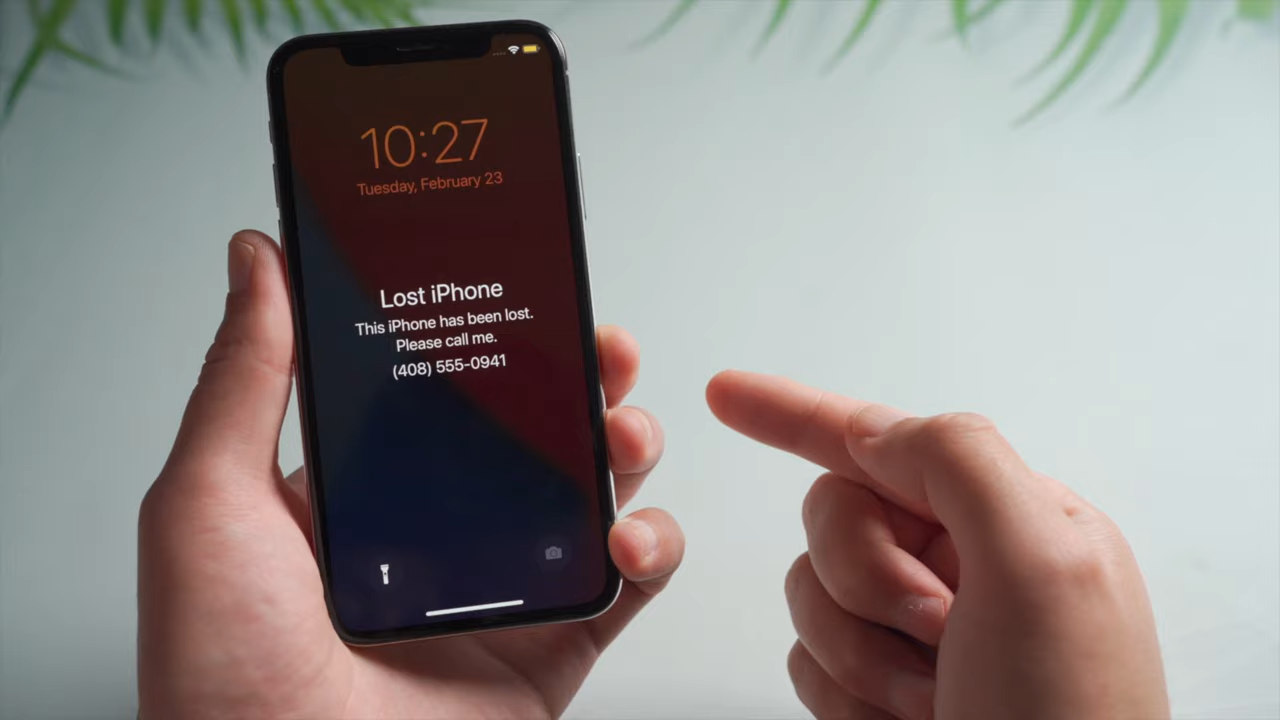 10:27
Tuesday, February 23
Lost iPhone
This iPhone has been lost.
Please call me.
(408) 555-0941